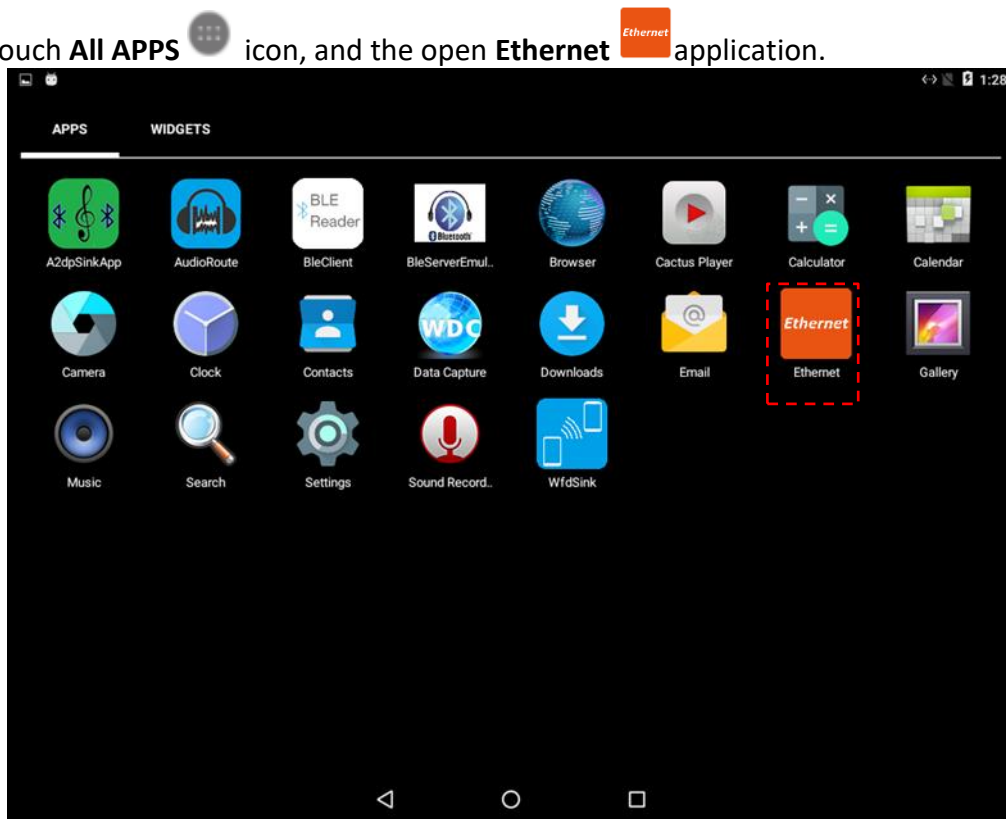 ouch All APPS icon, and the open Ethernet Ethernet application.
1:28
APPS WIDGETS
BLE
Reader
Bluetooth
A2dpSinkApp AudioRoute BleClient BleServerEmul.. Browser Cactus Player Calculator Calendar
WDC
Ethernet
Camera Clock Contacts Data Capture Downloads Email Ethernet Gallery
Music Search Settings Sound Record.. WfdSink